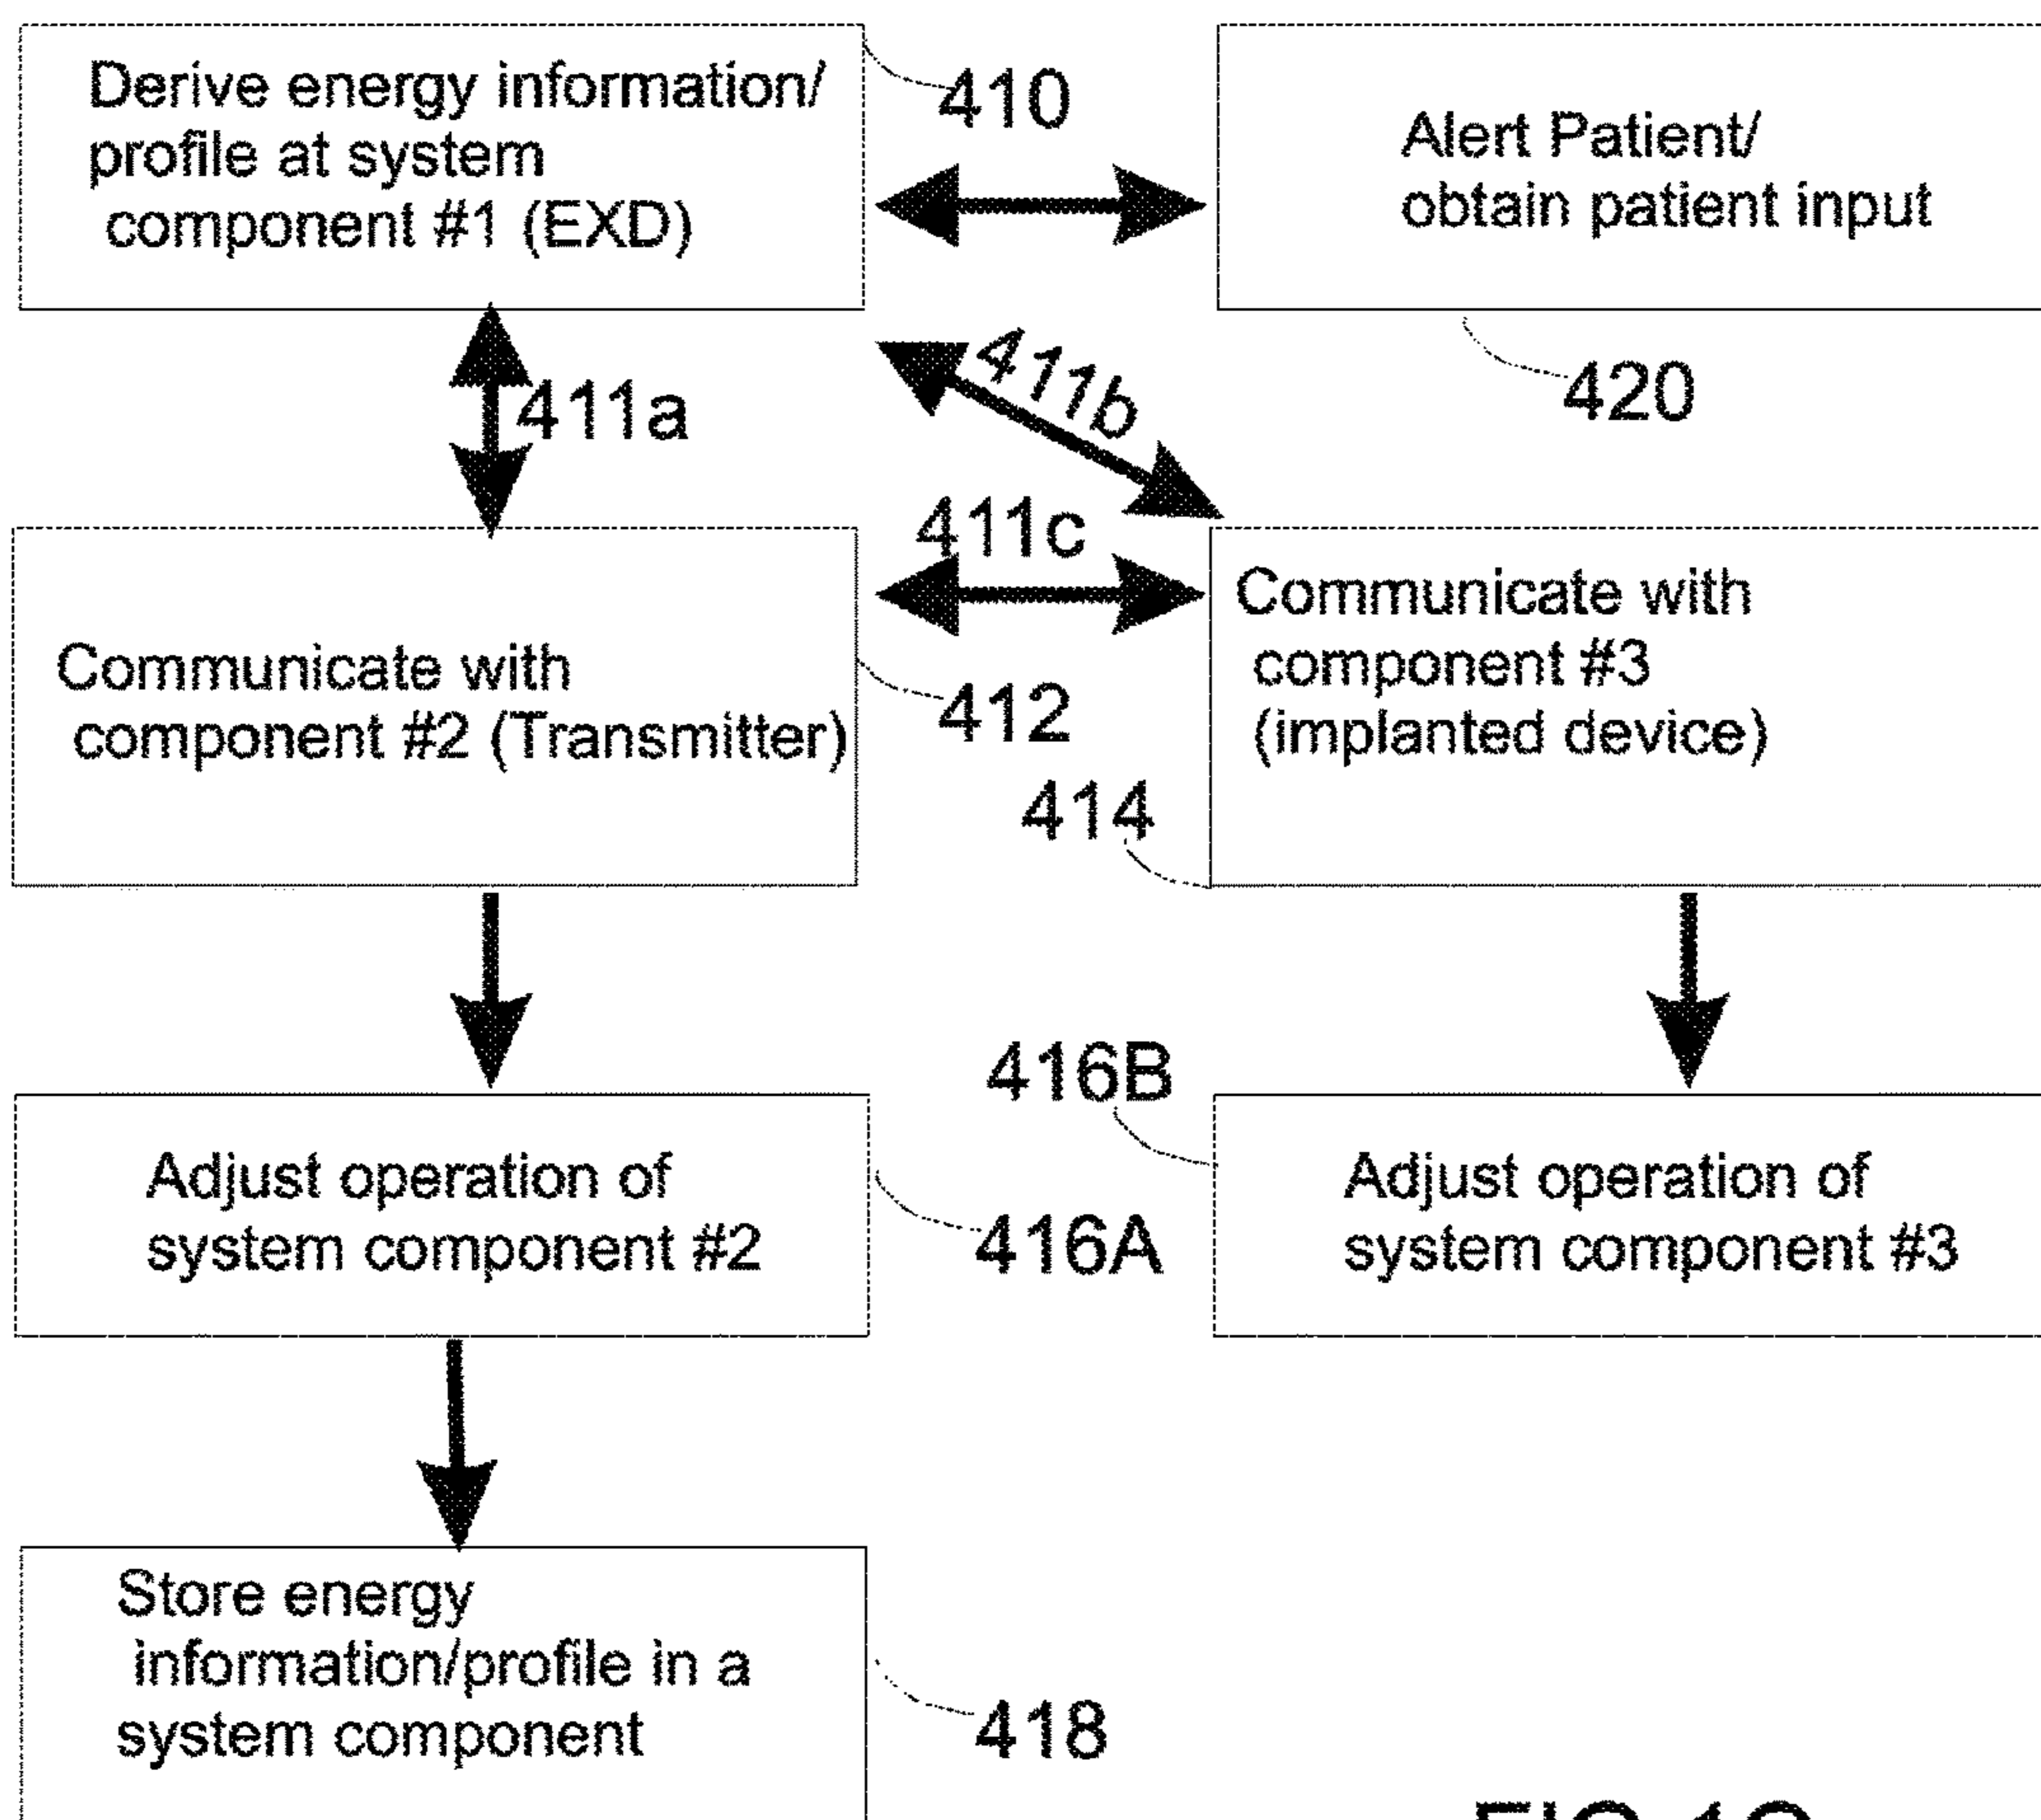 Derive energy information/
profile at system
component #1 (EXD)
410
Alert Patient/
obtain patient input
420
411a
411b
411c
Communicate with
component #2 (Transmitter)
412
Communicate with
component #3
(implanted device)
414
416B
Adjust operation of
system component #2
416A
Adjust operation of
system component #3
Store energy
information/profile in a
system component
418